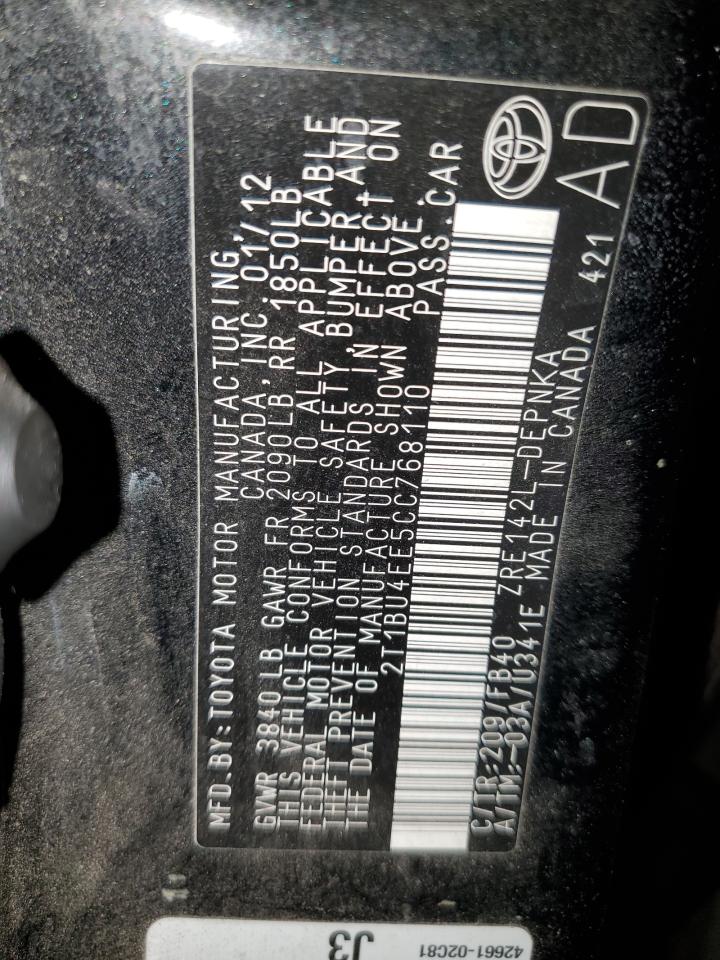 MFD.BY:TOYOTA MOTOR MANUFACTURING,
CANADA, INC. 01/12
GVWR 3840 LB GAWR FR 2090LB RR 1850LB
THIS VEHICLE CONFORMS TO ALL APPLICABLE
FEDERAL MOTOR VEHICLE SAFETY, BUMPER, AND
THEFT PREVENTION STANDARDS IN EFFECT ON
THE DATE OF MANUFACTURE SHOWN ABOVE.
2T1BU4EE5CC768110 PASS.CAR
C/TR:209/FB40 ZRE142L-DEPNKA
A/TM:-03A/U341E MADE IN CANADA 421
AD
J3
42661-02C81